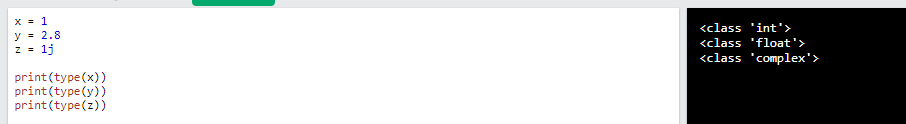 x = 1
y = 2.8
z = 1j
print(type(x))
print(type(y))
print(type(z))
<class 'int'>
<class 'float'>
<class 'complex'>